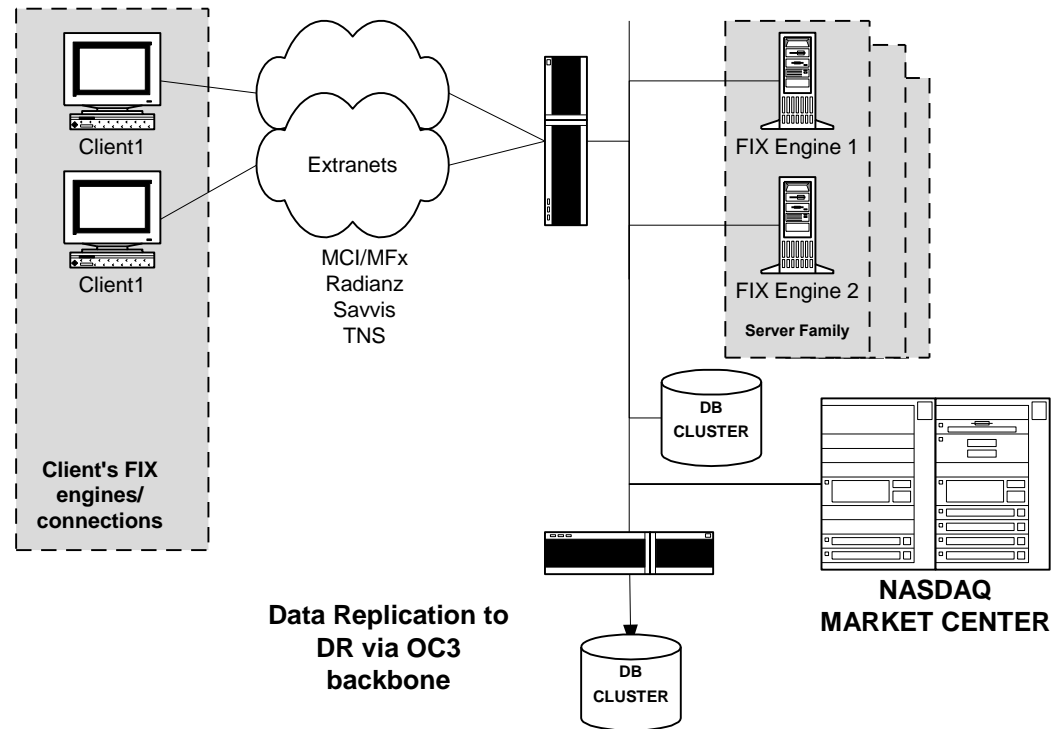 Client1
Client1
Client's FIX
engines/
connections
Extranets
MCI/MFx
Radianz
Savvis
TNS
FIX Engine 1
FIX Engine 2
Server Family
DB
CLUSTER
NASDAQ
MARKET CENTER
Data Replication to
DR via OC3
backbone
DB
CLUSTER